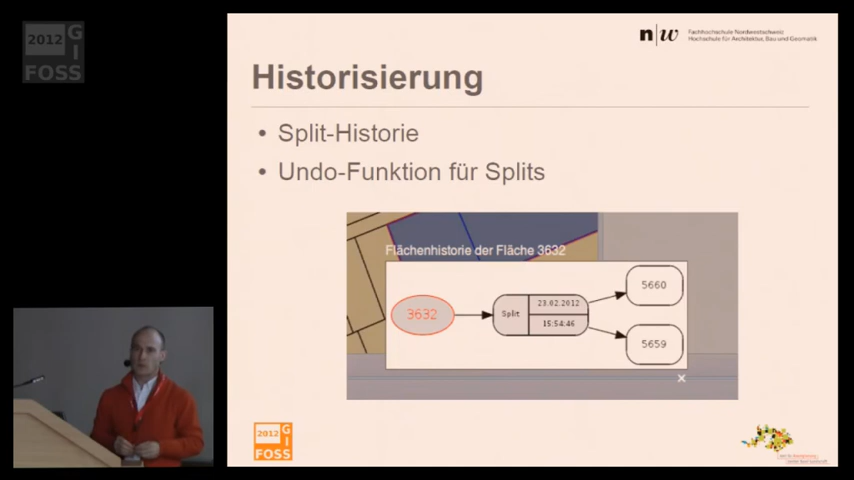 2012 G
I
FOSS
n|w Fachhochschule Nordwestschweiz
Hochschule für Architektur, Bau und Geomatik
Historisierung
• Split-Historie
• Undo-Funktion für Splits
Flächenhistorie der Fläche 3632
3632
Split
23.02.2012
15:54:46
5660
5659
x
2012 G
I
FOSS